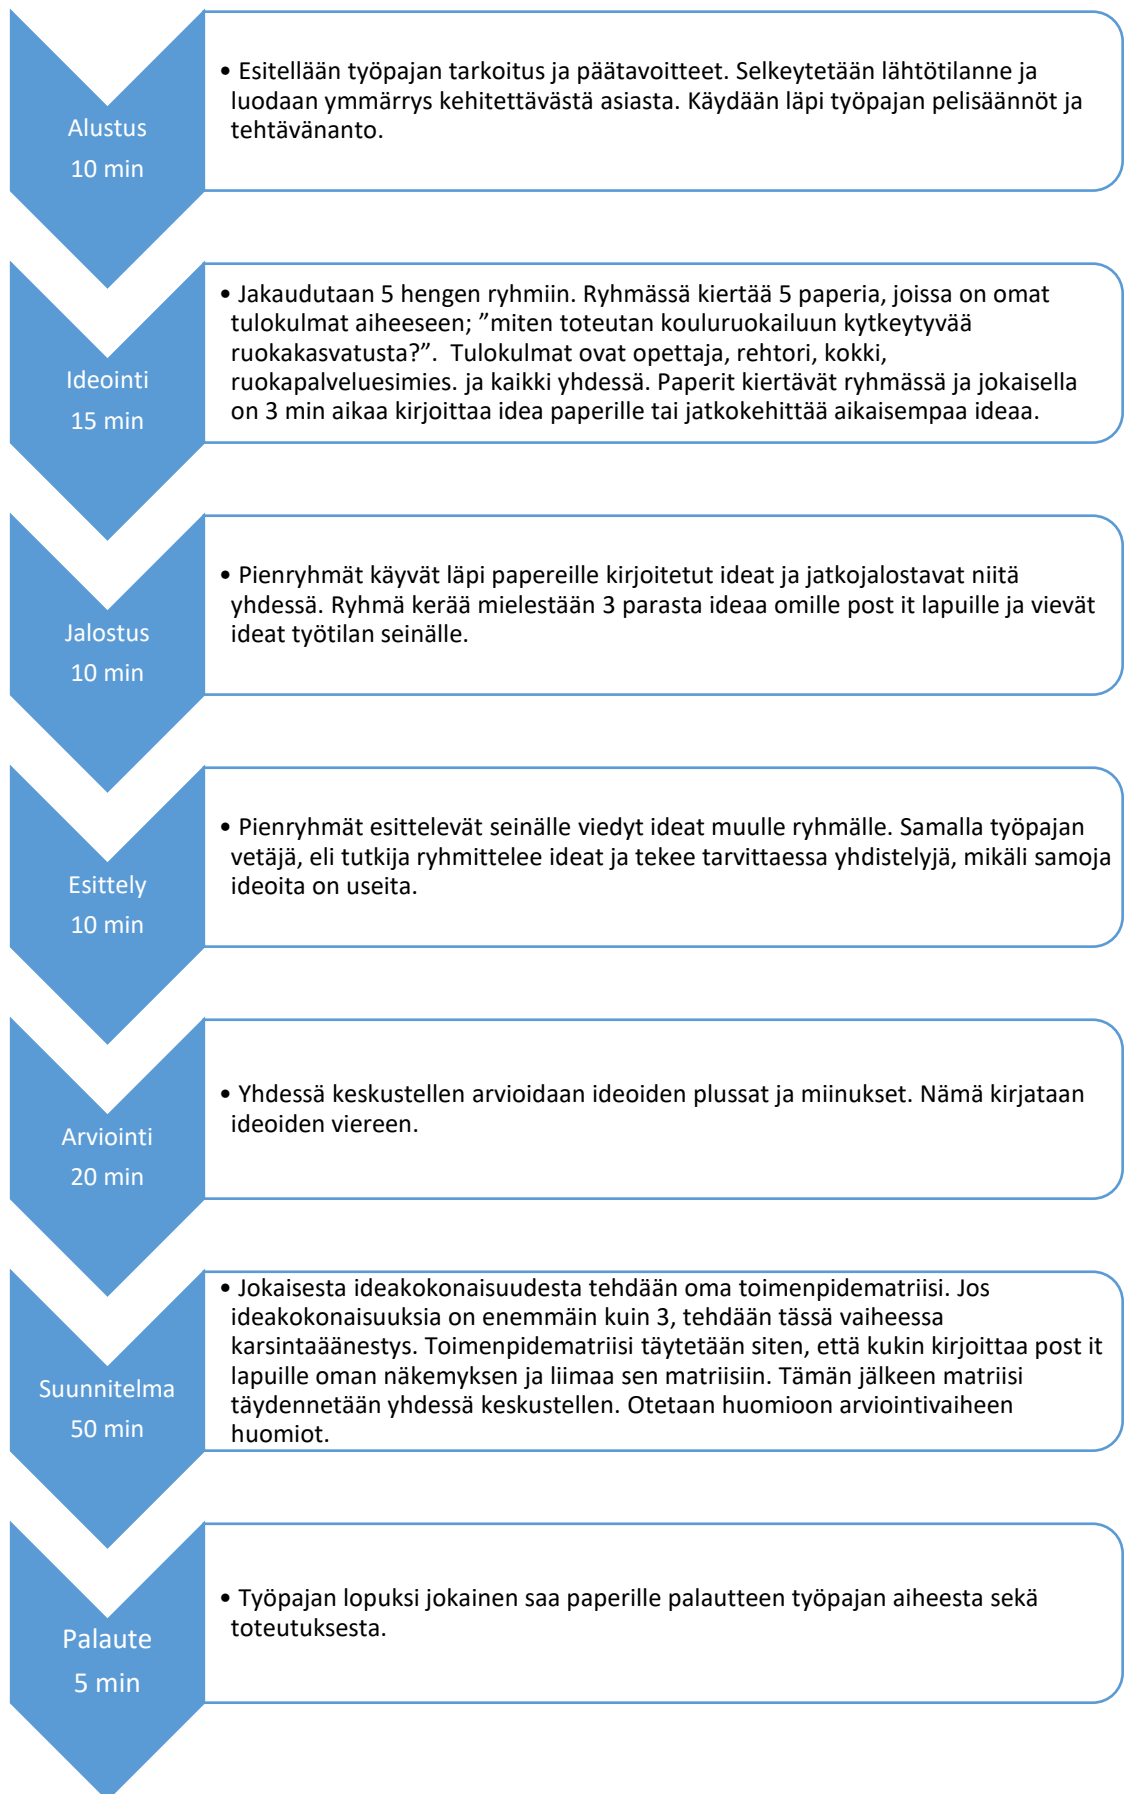 Alustus
10 min
• Esitellään työpajan tarkoitus ja päätavoitteet. Selkeytetään lähtötilanne ja
luodaan ymmärrys kehitettävästä asiasta. Käydään läpi työpajan pelisäännöt ja
tehtävänanto.
Ideointi
15 min
• Jakaudutaan 5 hengen ryhmiin. Ryhmässä kiertää 5 paperia, joissa on omat
tulokulmat aiheeseen; ”miten toteutan kouluruokailuun kytkeytyvää
ruokakasvatusta?”. Tulokulmat ovat opettaja, rehtori, kokki,
ruokapalveluesimies. ja kaikki yhdessä. Paperit kiertävät ryhmässä ja jokaisella
on 3 min aikaa kirjoittaa idea paperille tai jatkokehittää aikaisempaa ideaa.
Jalostus
10 min
• Pienryhmät käyvät läpi papereille kirjoitetut ideat ja jatkojalostavat niitä
yhdessä. Ryhmä kerää mielestään 3 parasta ideaa omille post it lapuille ja vievät
ideat työtilan seinälle.
Esittely
10 min
• Pienryhmät esittelevät seinälle viedyt ideat muulle ryhmälle. Samalla työpajan
vetäjä, eli tutkija ryhmittelee ideat ja tekee tarvittaessa yhdistelyjä, mikäli samoja
ideoita on useita.
Arviointi
20 min
• Yhdessä keskustellen arvioidaan ideoiden plussat ja miinukset. Nämä kirjataan
ideoiden viereen.
Suunnitelma
50 min
• Jokaisesta ideakokonaisuudesta tehdään oma toimenpidematriisi. Jos
ideakokonaisuuksia on enemmäin kuin 3, tehdään tässä vaiheessa
karsintaäänestys. Toimenpidematriisi täytetään siten, että kukin kirjoittaa post it
lapuille oman näkemyksen ja liimaa sen matriisiin. Tämän jälkeen matriisi
täydennetään yhdessä keskustellen. Otetaan huomioon arviointivaiheen
huomiot.
Palaute
5 min
• Työpajan lopuksi jokainen saa paperille palautteen työpajan aiheesta sekä
toteutuksesta.